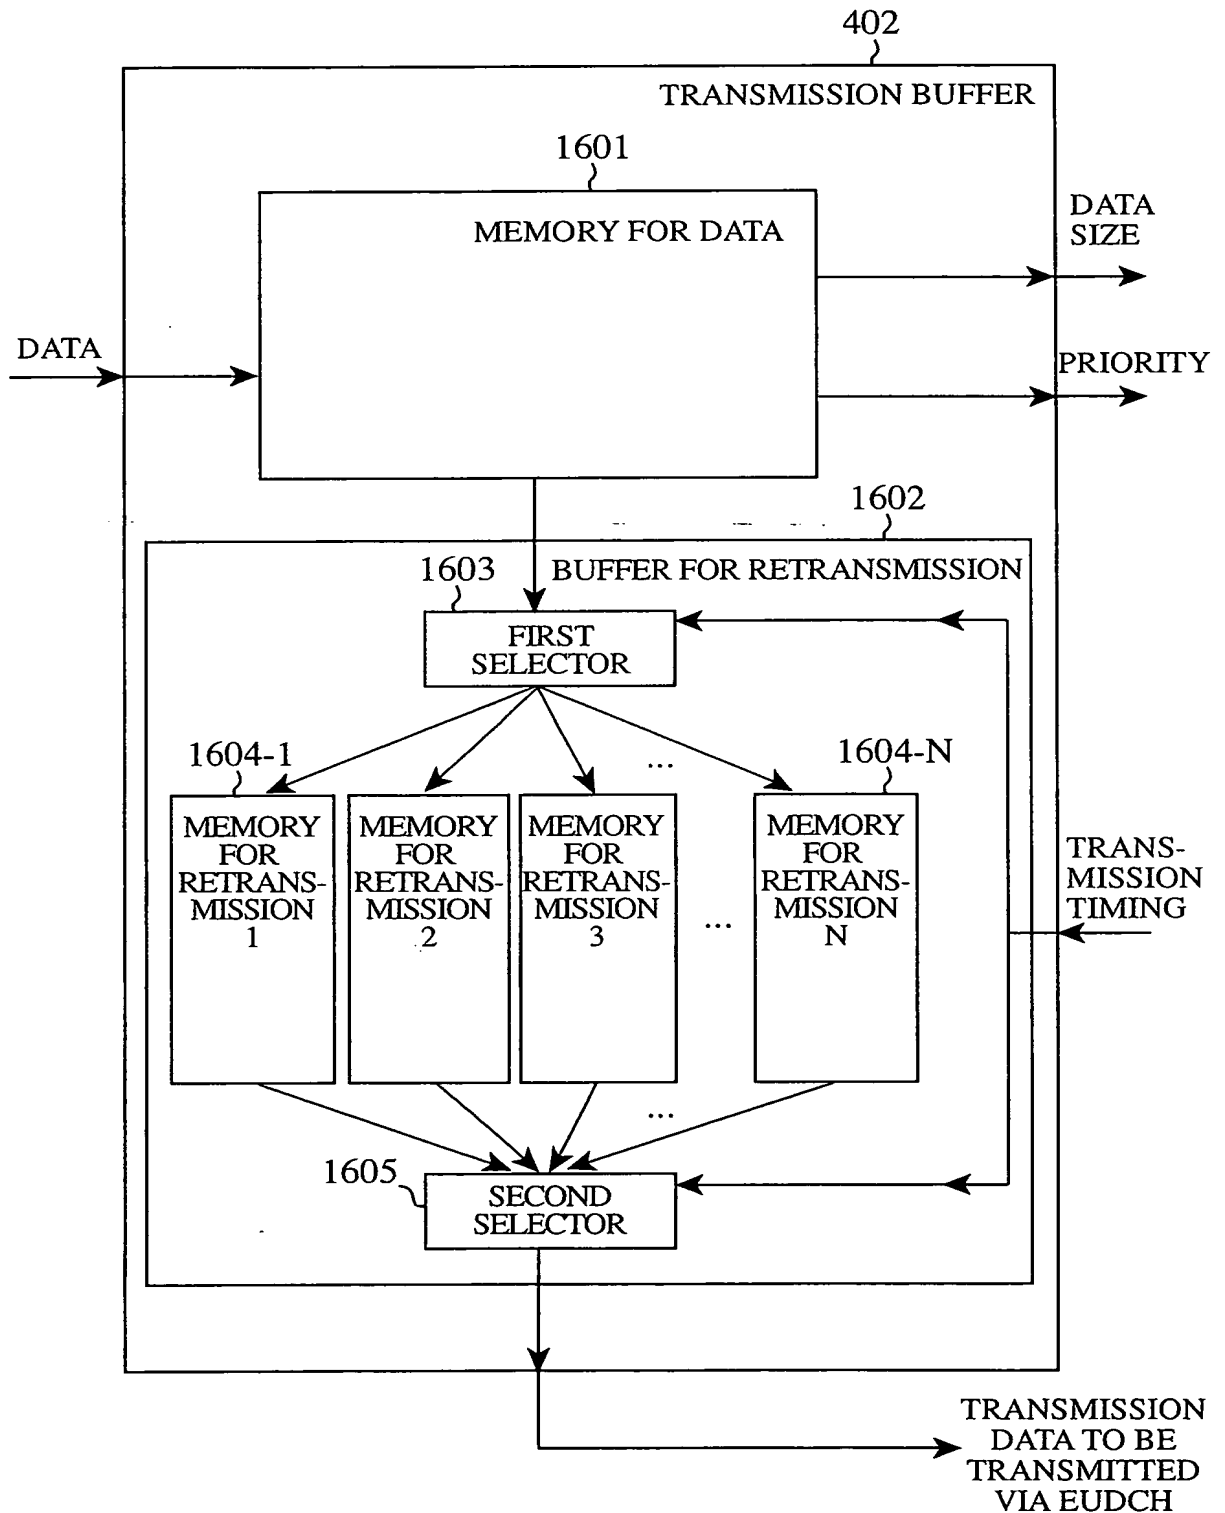 402
TRANSMISSION BUFFER
1601
MEMORY FOR DATA
DATA
SIZE
DATA
PRIORITY
1602
BUFFER FOR RETRANSMISSION
1603
FIRST
SELECTOR
1604-1
...
1604-N
MEMORY
FOR
RETRANS-
MISSION
1
MEMORY
FOR
RETRANS-
MISSION
2
MEMORY
FOR
RETRANS-
MISSION
3
...
MEMORY
FOR
RETRANS-
MISSION
N
TRANS-
MISSION
TIMING
...
1605
SECOND
SELECTOR
TRANSMISSION
DATA TO BE
TRANSMITTED
VIA EUDCH